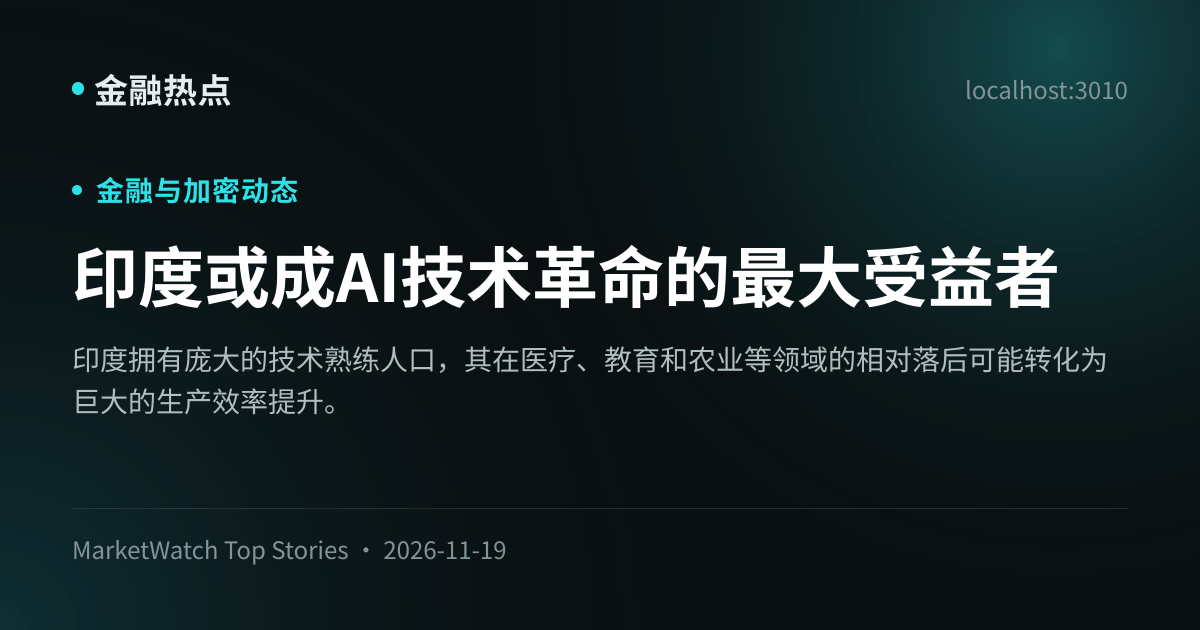 金融热点
localhost:3010
金融与加密动态
印度或成AI技术革命的最大受益者
印度拥有庞大的技术熟练人口，其在医疗、教育和农业等领域的相对落后可能转化为
巨大的生产效率提升。
MarketWatch Top Stories · 2026-11-19